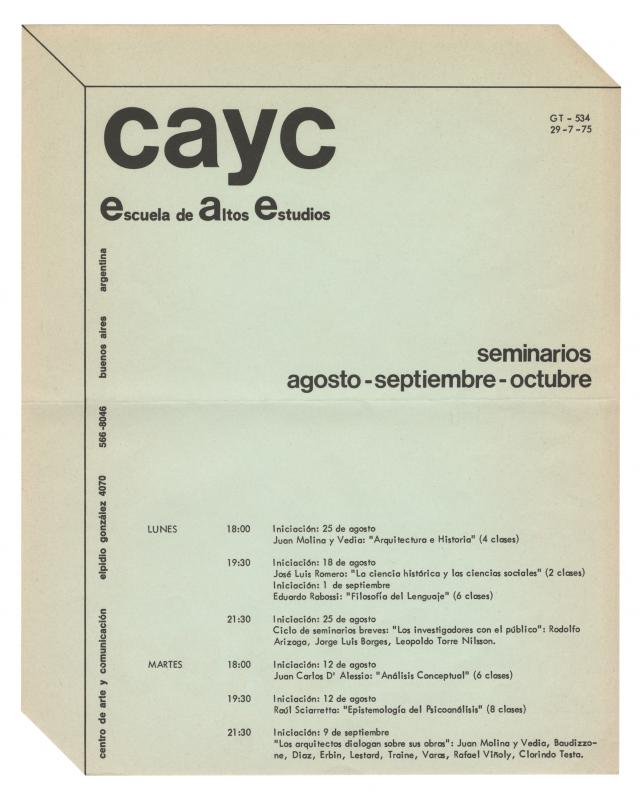 cayc
GT - 534
29-7-75
escuela de altos estudios
seminarios
agosto-septiembre-octubre
centro de arte y comunicación elpidio gonzález 4070 566-8046 buenos aires argentina
LUNES 18:00 Iniciación: 25 de agosto
Juan Molina y Vedia: "Arquitectura e Historia" (4 clases)
19:30 Iniciación: 18 de agosto
José Luis Romero: "La ciencia histórica y las ciencias sociales" (2 clases)
Iniciación: 1 de septiembre
Eduardo Rabossi: "Filosofía del Lenguaje" (6 clases)
21:30 Iniciación: 25 de agosto
Ciclo de seminarios breves: "Los investigadores con el público": Rodolfo
Arizaga, Jorge Luis Borges, Leopoldo Torre Nilsson.
MARTES 18:00 Iniciación: 12 de agosto
Juan Carlos D' Alessio: "Análisis Conceptual" (6 clases)
19:30 Iniciación: 12 de agosto
Raúl Sciarretta: "Epistemología del Psicoanálisis" (8 clases)
21:30 Iniciación: 9 de septiembre
"Los arquitectos dialogan sobre sus obras": Juan Molina y Vedia, Baudizzo-
ne, Diaz, Erbin, Lestard, Traine, Varas, Rafael Viñoly, Clorindo Testa.